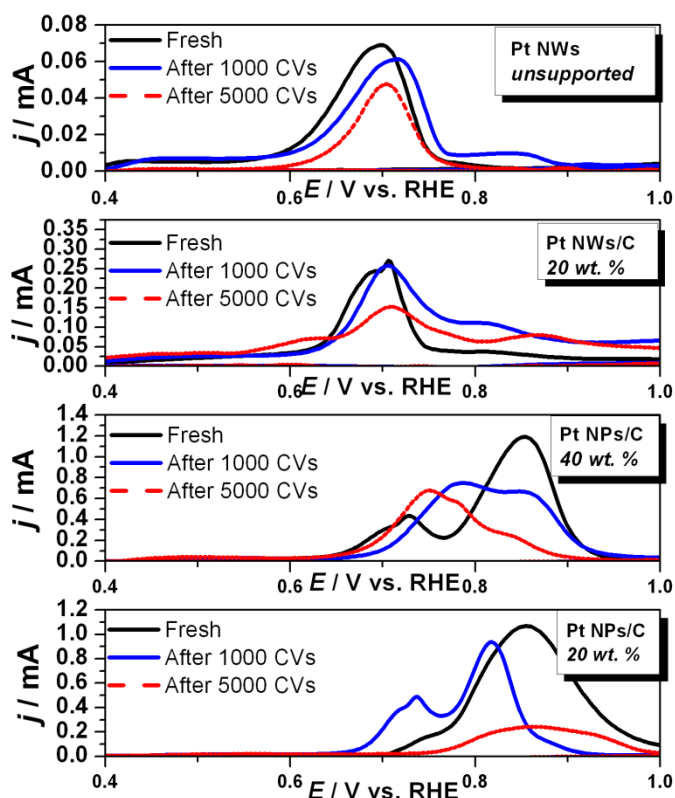 0.08
0.06
0.04
0.02
0.00
j / mA
Fresh
After 1000 CVs
After 5000 CVs
Pt NWs
unsupported
0.4
0.6
0.8
1.0
E / V vs. RHE
0.35
0.30
0.25
0.20
0.15
0.10
0.05
0.00
j / mA
Fresh
After 1000 CVs
After 5000 CVs
Pt NWs/C
20 wt. %
0.4
0.6
0.8
1.0
E / V vs. RHE
1.4
1.2
1.0
0.8
0.6
0.4
0.2
0.0
j / mA
Fresh
After 1000 CVs
After 5000 CVs
Pt NPs/C
40 wt. %
0.4
0.6
0.8
1.0
E / V vs. RHE
1.2
1.0
0.8
0.6
0.4
0.2
0.0
j / mA
Fresh
After 1000 CVs
After 5000 CVs
Pt NPs/C
20 wt. %
0.4
0.6
0.8
1.0
E / V vs. RHE